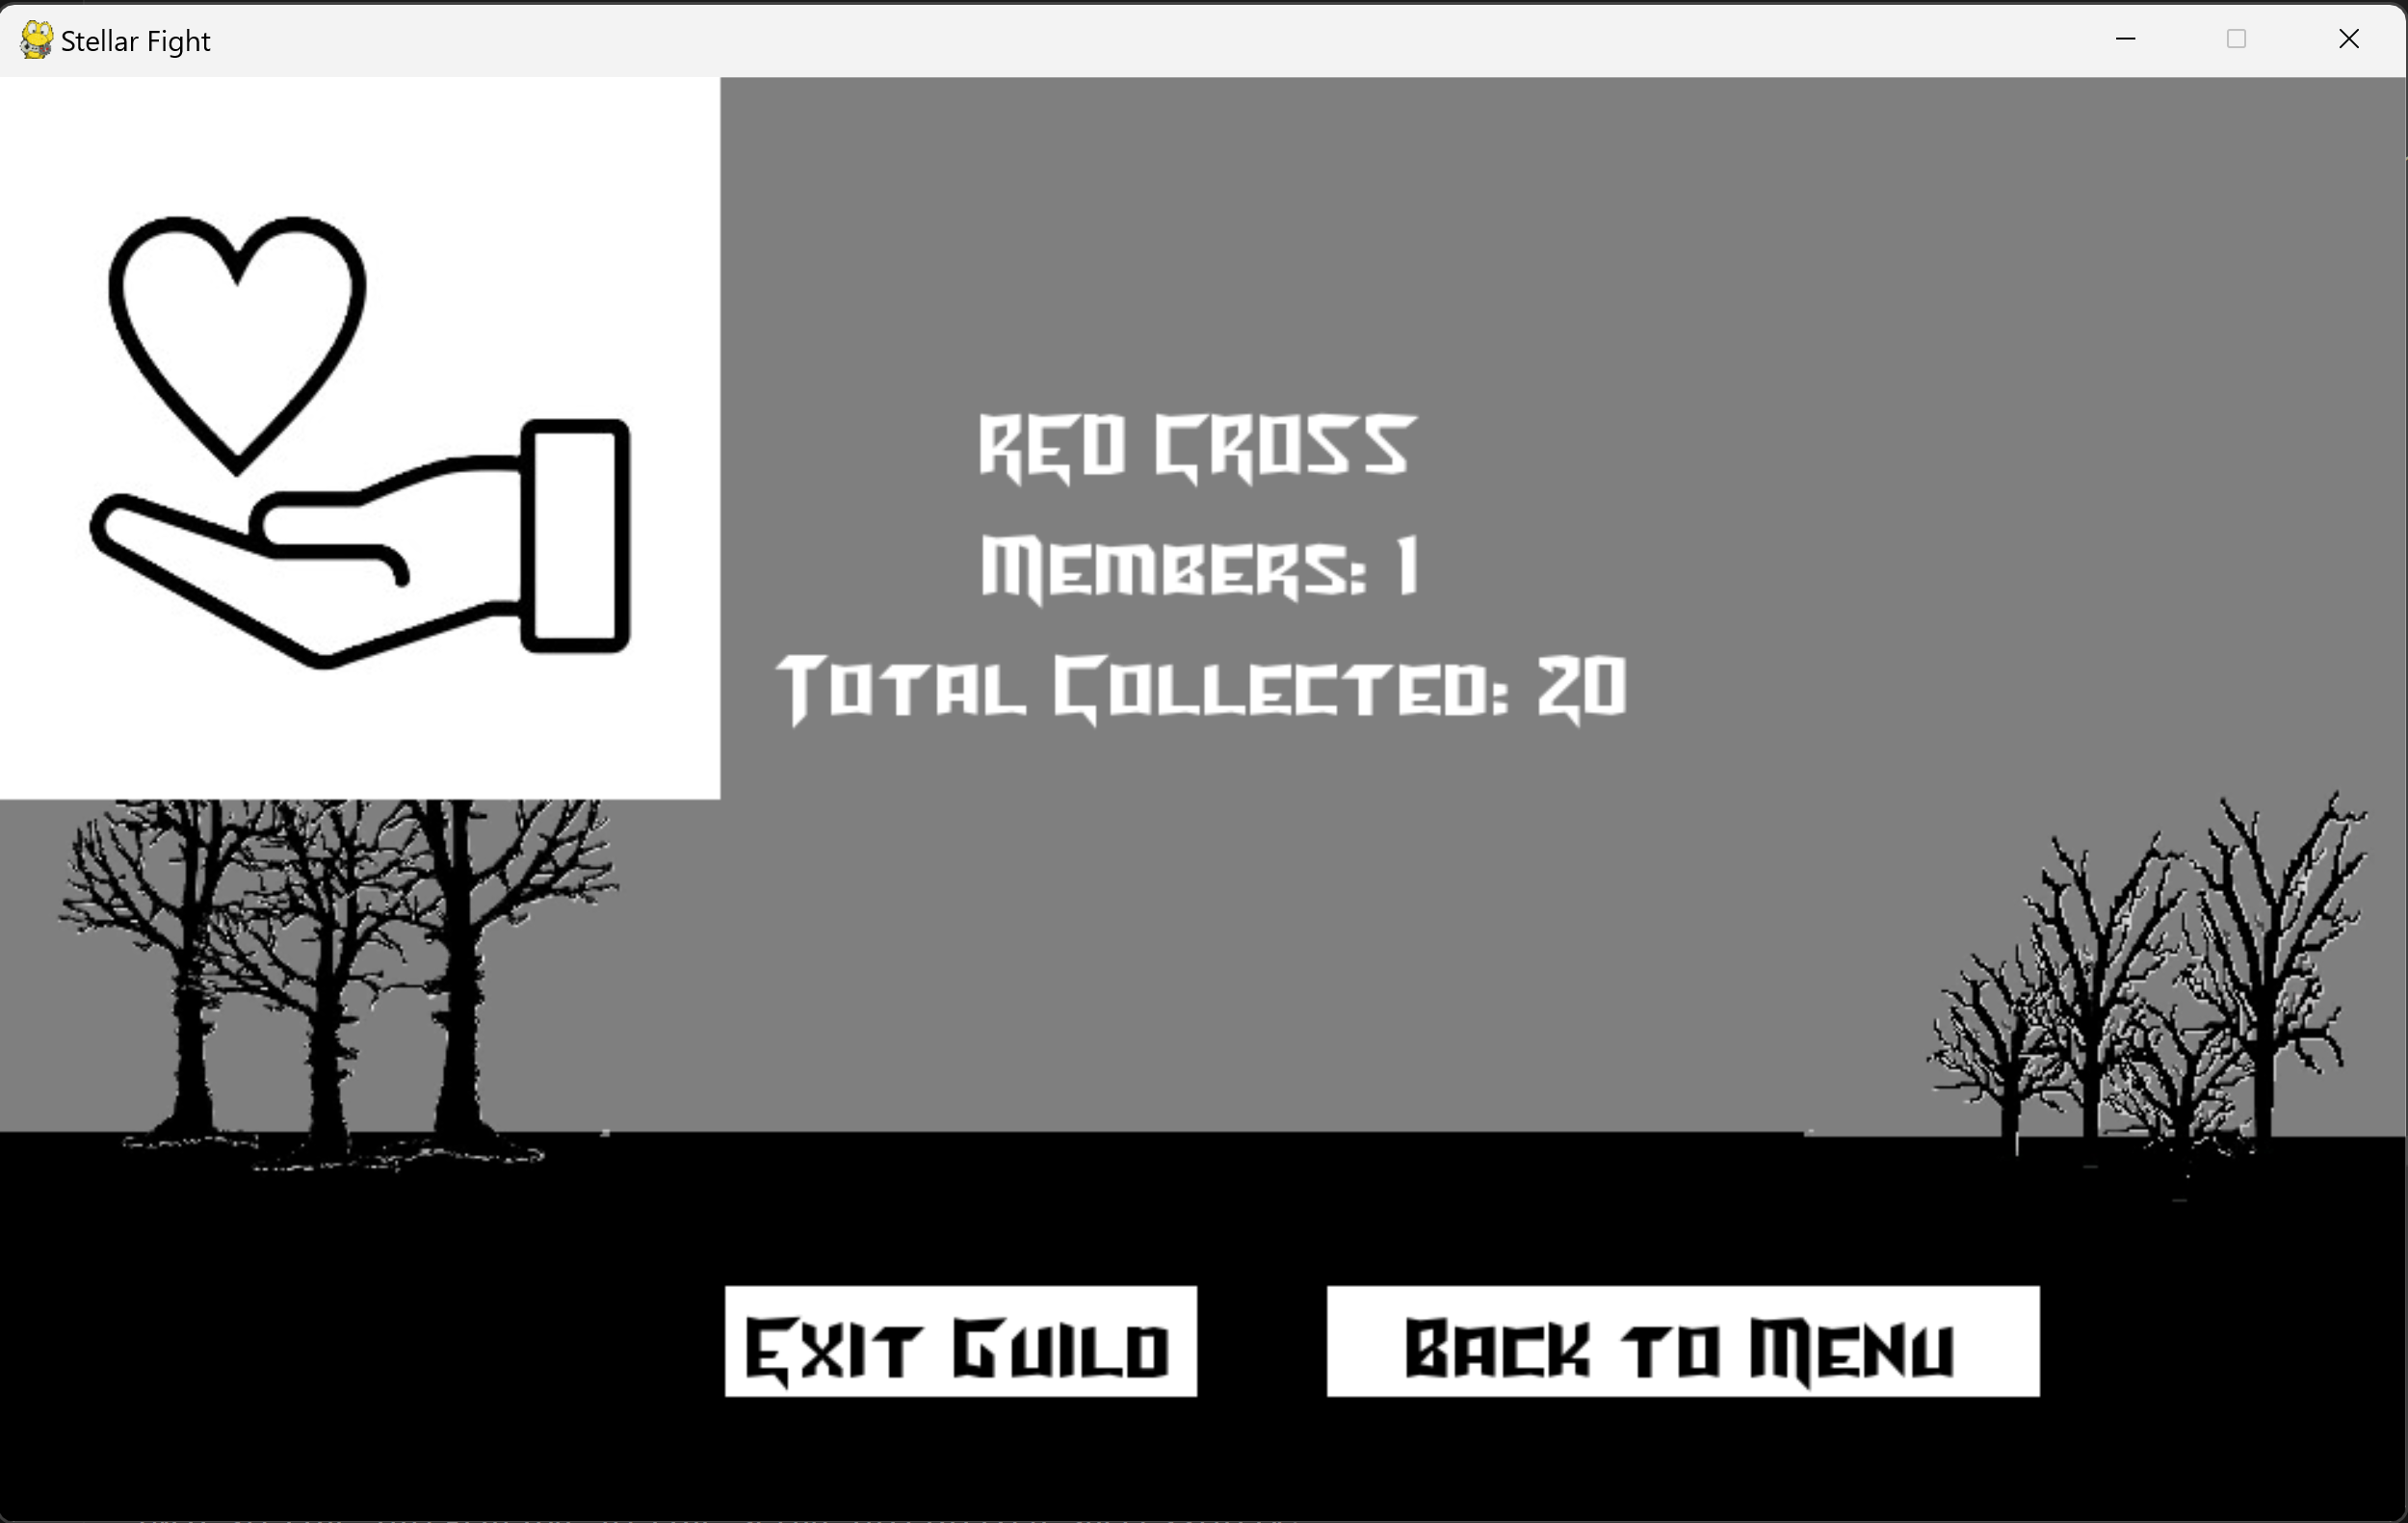 Stellar Fight
RED CROSS
Members: 1
Total Collected: 20
Exit Guild
Back to Menu